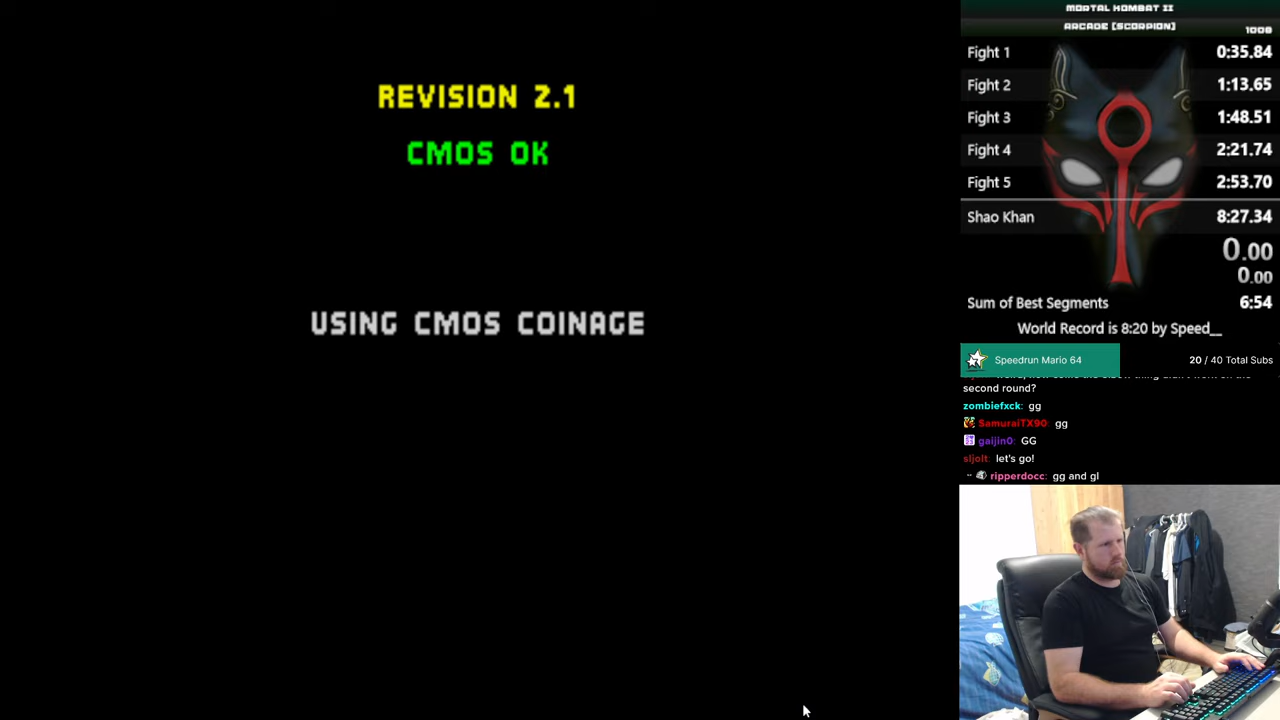 REVISION 2.1
CMOS OK
USING CMOS COINAGE
MORTAL KOMBAT II
ARCADE [SCORPION]
1008
Fight 1 0:35.84
Fight 2 1:13.65
Fight 3 1:48.51
Fight 4 2:21.74
Fight 5 2:53.70
Shao Khan 8:27.34
0.00
0.00
Sum of Best Segments 6:54
World Record is 8:20 by Speed__
Speedrun Mario 64 20 / 40 Total Subs
second round?
zombiefxck: gg
SamuraiTX90: gg
gaijin0: GG
sljolt: let's go!
ripperdocc: gg and gl